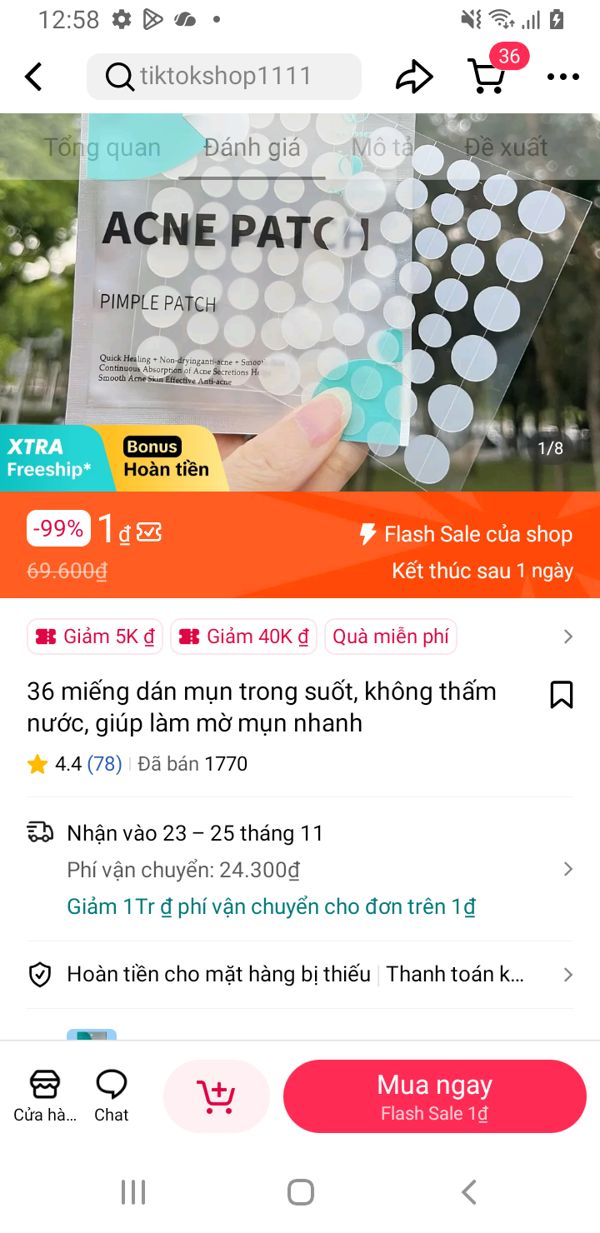 12:58
tiktokshop1111
36
Tổng quan Đánh giá Mô tả Đề xuất
ACNE PATCH
PIMPLE PATCH
Quick Healing + Non-dryinganti-acne + Smoo
Continuous Absorption of Acne Secretions H
Smooth Acne Skin Effective Anti-acne
XTRA
Freeship*
Bonus
Hoàn tiền
1/8
-99% 1₫
69.600₫
Flash Sale của shop
Kết thúc sau 1 ngày
Giảm 5K ₫ Giảm 40K ₫ Quà miễn phí
36 miếng dán mụn trong suốt, không thấm
nước, giúp làm mờ mụn nhanh
4.4 (78) Đã bán 1770
Nhận vào 23 – 25 tháng 11
Phí vận chuyển: 24.300₫
Giảm 1Tr ₫ phí vận chuyển cho đơn trên 1₫
Hoàn tiền cho mặt hàng bị thiếu Thanh toán k...
Cửa hà...
Chat
Mua ngay
Flash Sale 1₫